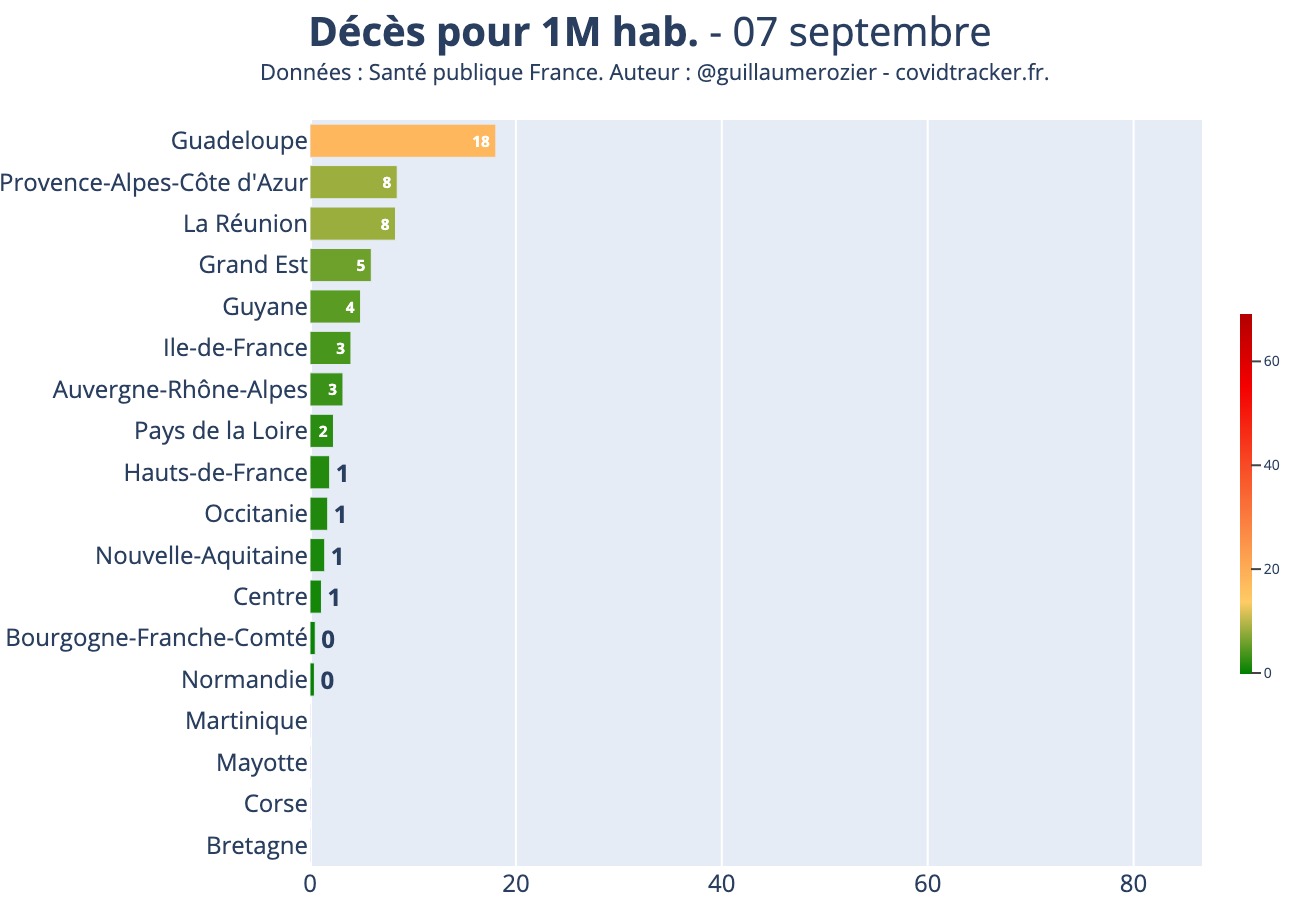 Décès pour 1M hab. - 07 septembre
Données : Santé publique France. Auteur : @guillaumerozier - covidtracker.fr.
Guadeloupe 18
Provence-Alpes-Côte d'Azur 8
La Réunion 8
Grand Est 5
Guyane 4
Ile-de-France 3
Auvergne-Rhône-Alpes 3
Pays de la Loire 2
Hauts-de-France 1
Occitanie 1
Nouvelle-Aquitaine 1
Centre 1
Bourgogne-Franche-Comté 0
Normandie 0
Martinique
Mayotte
Corse
Bretagne
0 20 40 60 80
60
40
20
0